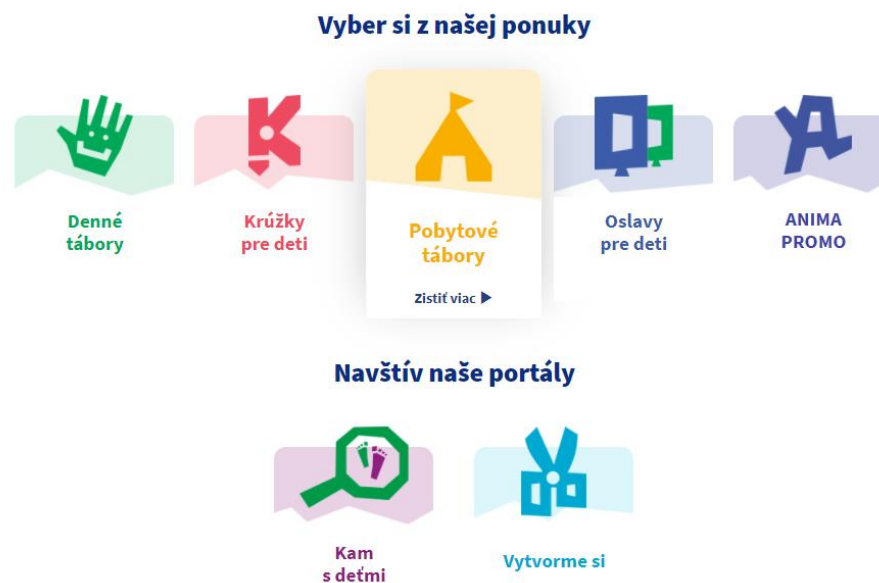 Vyber si z našej ponuky
Denné
tábory
Krúžky
pre deti
Pobytové
tábory
Zistiť viac ▶
Oslavy
pre deti
ANIMA
PROMO
Navštív naše portály
Kam
s deťmi
Vytvorme si